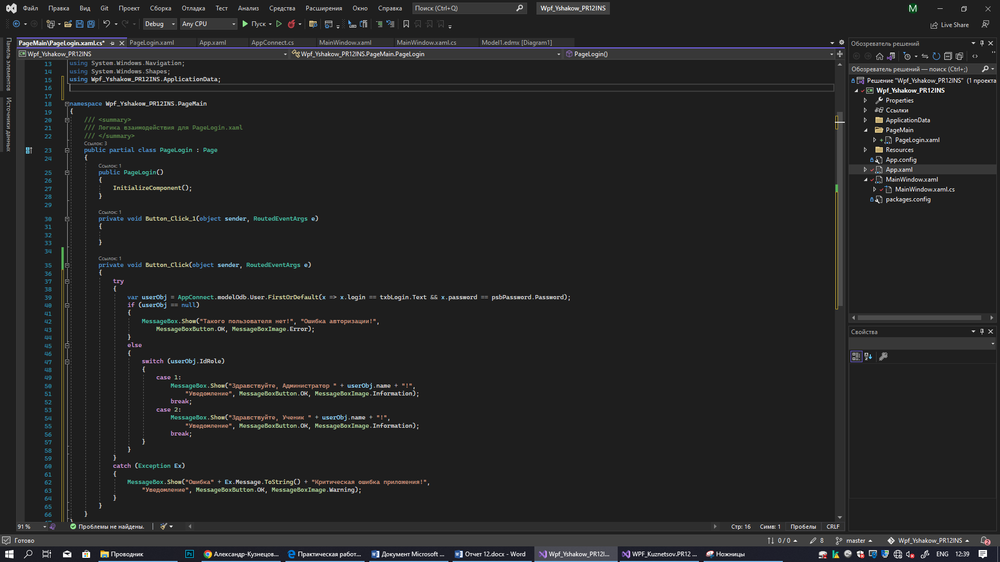 Файл Правка Вид Git Проект Сборка Отладка Тест Анализ Средства Расширения Окно Справка Поиск (Ctrl+Q) Wpf_Yshakow_PR12INS M
Debug Any CPU Пуск Live Share
PageMain\PageLogin.xaml.cs* PageLogin.xaml App.xaml AppConnect.cs MainWindow.xaml MainWindow.xaml.cs Model1.edmx [Diagram1]
Wpf_Yshakow_PR12INS Wpf_Yshakow_PR12INS.PageMain.PageLogin PageLogin()
Панель элементов
Источники данных
13 using System.Windows.Navigation;
14 using System.Windows.Shapes;
15 using Wpf_Yshakow_PR12INS.ApplicationData;
16
17
18 namespace Wpf_Yshakow_PR12INS.PageMain
19 {
20 /// <summary>
21 /// Логика взаимодействия для PageLogin.xaml
22 /// </summary>
Ссылок: 3
23 public partial class PageLogin : Page
24 {
Ссылок: 1
25 public PageLogin()
26 {
27 InitializeComponent();
28 }
29
Ссылок: 1
30 private void Button_Click_1(object sender, RoutedEventArgs e)
31 {
32
33 }
34
Ссылок: 1
35 private void Button_Click(object sender, RoutedEventArgs e)
36 {
37 try
38 {
39 var userObj = AppConnect.modelOdb.User.FirstOrDefault(x => x.login == txbLogin.Text && x.password == psbPassword.Password);
40 if (userObj == null)
41 {
42 MessageBox.Show("Такого пользователя нет!", "Ошибка авторизации!",
43 MessageBoxButton.OK, MessageBoxImage.Error);
44 }
45 else
46 {
47 switch (userObj.IdRole)
48 {
49 case 1:
50 MessageBox.Show("Здравствуйте, Администратор " + userObj.name + "!",
51 "Уведомление", MessageBoxButton.OK, MessageBoxImage.Information);
52 break;
53 case 2:
54 MessageBox.Show("Здравствуйте, Ученик " + userObj.name + "!",
55 "Уведомление", MessageBoxButton.OK, MessageBoxImage.Information);
56 break;
57 }
58 }
59 }
60 catch (Exception Ex)
61 {
62 MessageBox.Show("Ошибка" + Ex.Message.ToString() + "Критическая ошибка приложения!",
63 "Уведомление", MessageBoxButton.OK, MessageBoxImage.Warning);
64 }
65 }
66 }
67 }
91 % Проблемы не найдены. Стр: 16 Симв: 1 Пробелы CRLF
Обозреватель решений
Обозреватель решений — поиск (Ctrl+;)
Решение "Wpf_Yshakow_PR12INS" (1 проекта
Wpf_Yshakow_PR12INS
Properties
Ссылки
ApplicationData
PageMain
PageLogin.xaml
Resources
App.config
App.xaml
MainWindow.xaml
MainWindow.xaml.cs
packages.config
Свойства
Готово 0 / 0 8 master Wpf_Yshakow_PR12INS 2
Проводник Ps Александр-Кузнецов... Практическая работ... Документ Microsoft ... Отчет 12.docx - Word Wpf_Yshakow_PR12I... WPF_Kuznetsov.PR12 ... Ножницы ENG 12:39